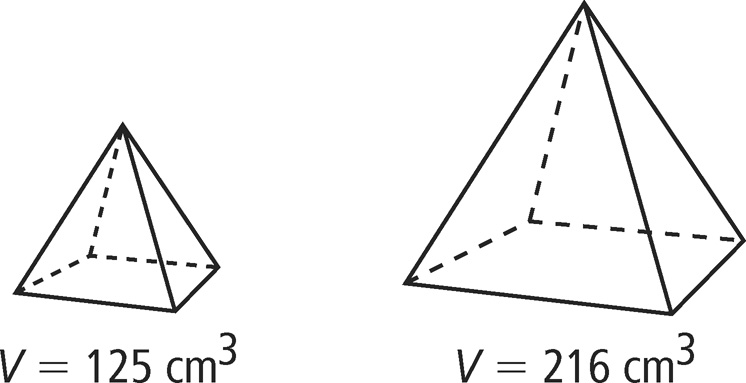 V = 125 cm³
V = 216 cm³